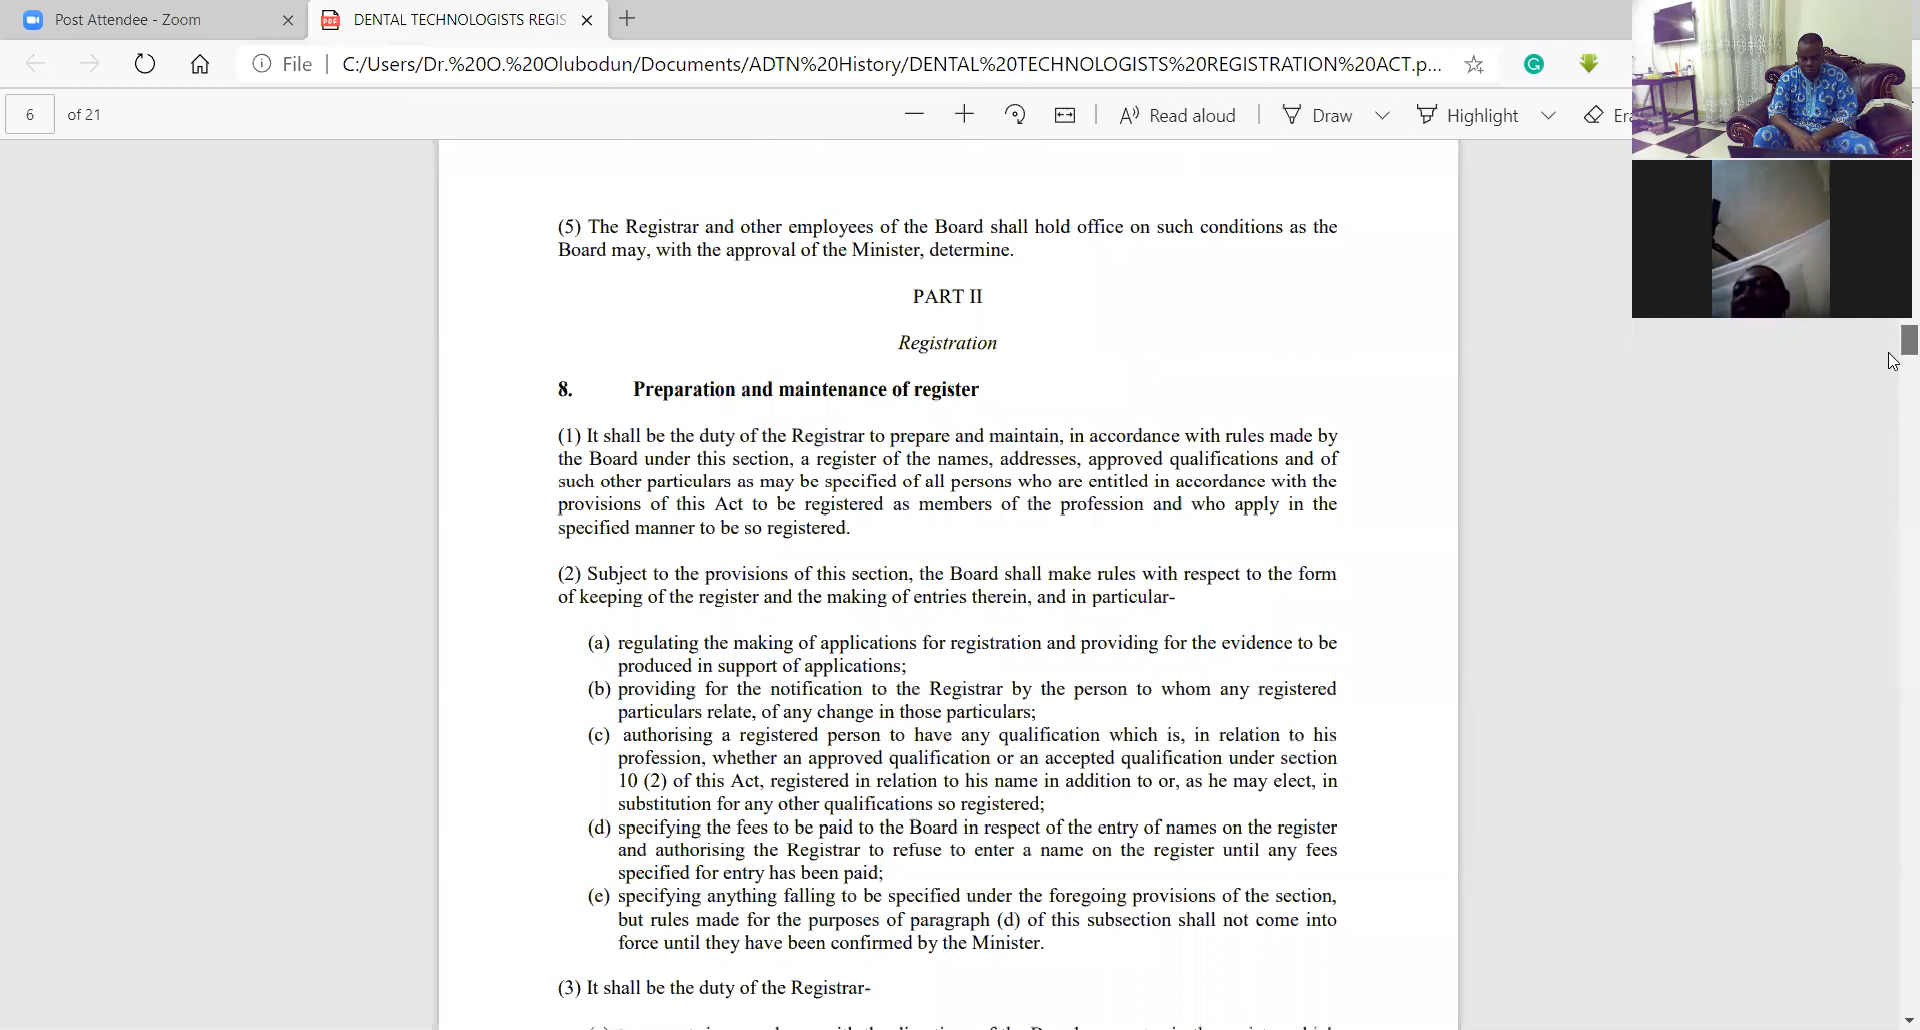 Post Attendee - Zoom
DENTAL TECHNOLOGISTS REGIS
File
C:/Users/Dr.%20O.%20Olubodun/Documents/ADTN%20History/DENTAL%20TECHNOLOGISTS%20REGISTRATION%20ACT.p...
6 of 21
Read aloud
Draw
Highlight
(5) The Registrar and other employees of the Board shall hold office on such conditions as the
Board may, with the approval of the Minister, determine.
PART II
Registration
8. Preparation and maintenance of register
(1) It shall be the duty of the Registrar to prepare and maintain, in accordance with rules made by
the Board under this section, a register of the names, addresses, approved qualifications and of
such other particulars as may be specified of all persons who are entitled in accordance with the
provisions of this Act to be registered as members of the profession and who apply in the
specified manner to be so registered.
(2) Subject to the provisions of this section, the Board shall make rules with respect to the form
of keeping of the register and the making of entries therein, and in particular-
(a) regulating the making of applications for registration and providing for the evidence to be
produced in support of applications;
(b) providing for the notification to the Registrar by the person to whom any registered
particulars relate, of any change in those particulars;
(c) authorising a registered person to have any qualification which is, in relation to his
profession, whether an approved qualification or an accepted qualification under section
10 (2) of this Act, registered in relation to his name in addition to or, as he may elect, in
substitution for any other qualifications so registered;
(d) specifying the fees to be paid to the Board in respect of the entry of names on the register
and authorising the Registrar to refuse to enter a name on the register until any fees
specified for entry has been paid;
(e) specifying anything falling to be specified under the foregoing provisions of the section,
but rules made for the purposes of paragraph (d) of this subsection shall not come into
force until they have been confirmed by the Minister.
(3) It shall be the duty of the Registrar-